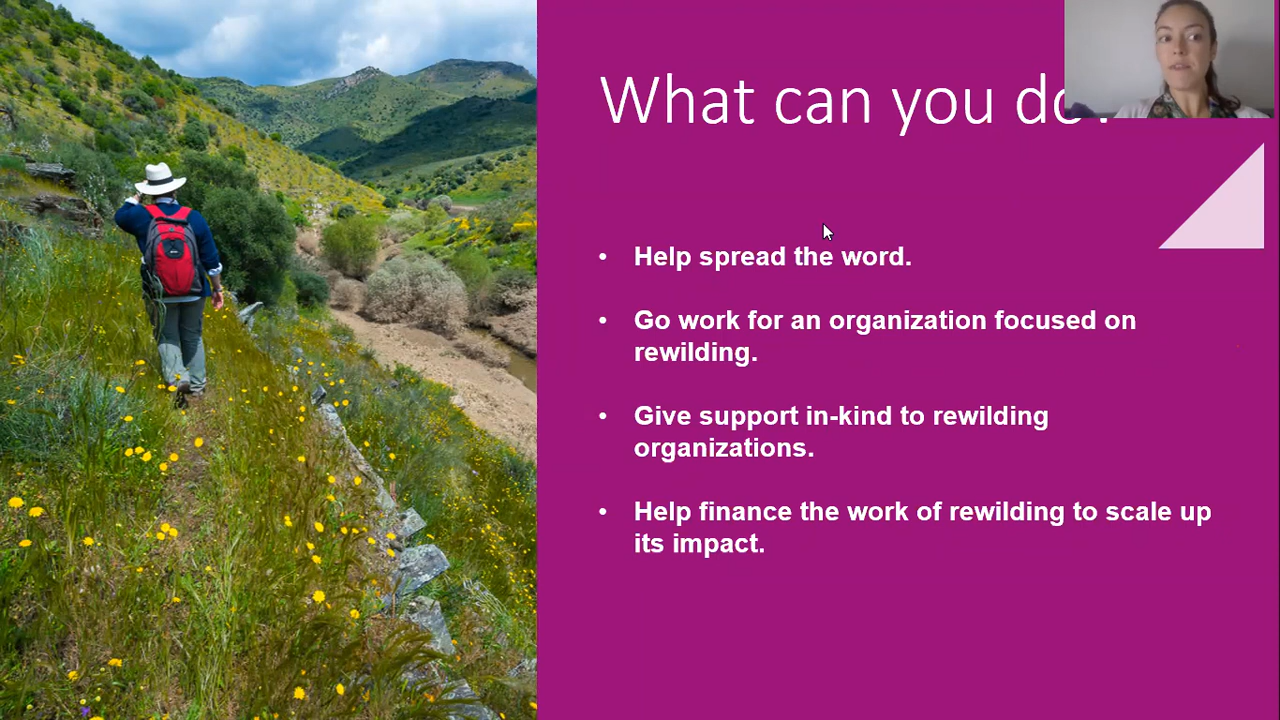 What can you do?
• Help spread the word.
• Go work for an organization focused on
rewilding.
• Give support in-kind to rewilding
organizations.
• Help finance the work of rewilding to scale up
its impact.